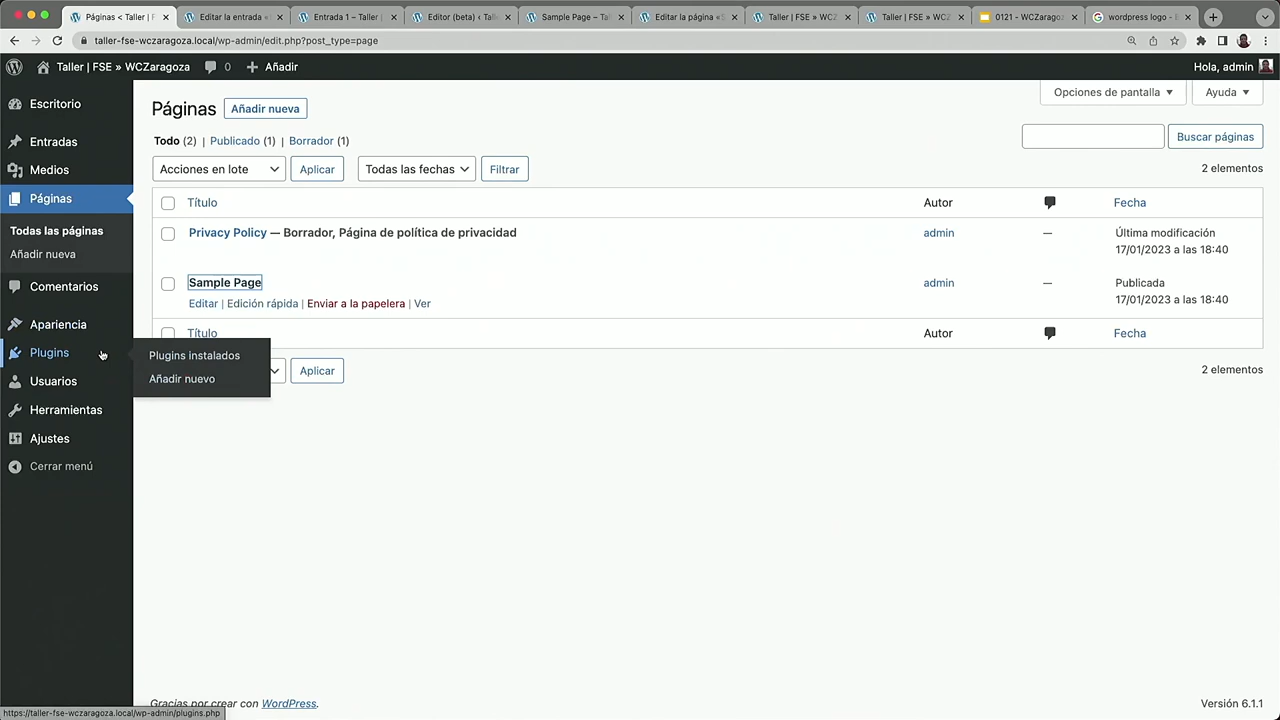 Páginas < Taller |
Editar la entrada «
Entrada 1 – Taller |
Editor (beta) ‹ Tall
Sample Page – Ta
Editar la página «S
Taller | FSE » WCZ
Taller | FSE » WCZ
0121 - WCZarago
wordpress logo - B
taller-fse-wczaragoza.local/wp-admin/edit.php?post_type=page
Taller | FSE » WCZaragoza
0
Añadir
Hola, admin
Escritorio
Entradas
Medios
Páginas
Todas las páginas
Añadir nueva
Comentarios
Apariencia
Plugins
Plugins instalados
Añadir nuevo
Usuarios
Herramientas
Ajustes
Cerrar menú
Páginas
Añadir nueva
Opciones de pantalla
Ayuda
Todo (2) | Publicado (1) | Borrador (1)
Buscar páginas
Acciones en lote
Aplicar
Todas las fechas
Filtrar
2 elementos
Título
Autor
Fecha
Privacy Policy — Borrador, Página de política de privacidad
admin
—
Última modificación
17/01/2023 a las 18:40
Sample Page
admin
—
Publicada
17/01/2023 a las 18:40
Editar | Edición rápida | Enviar a la papelera | Ver
Título
Autor
Fecha
Aplicar
2 elementos
Gracias por crear con WordPress.
Versión 6.1.1
https://taller-fse-wczaragoza.local/wp-admin/plugins.php